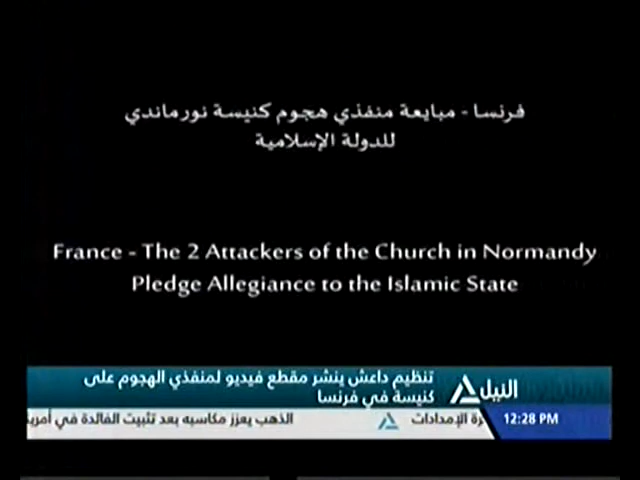 فرنسا - مبايعة منفذي هجوم كنيسة نورماندي
للدولة الإسلامية
France - The 2 Attackers of the Church in Normandy
Pledge Allegiance to the Islamic State
تنظيم داعش ينشر مقطع فيديو لمنفذي الهجوم على
كنيسة في فرنسا
النيل
رة الإمدادات
الذهب يعزز مكاسبه بعد تثبيت الفائدة في أمري
12:28 PM